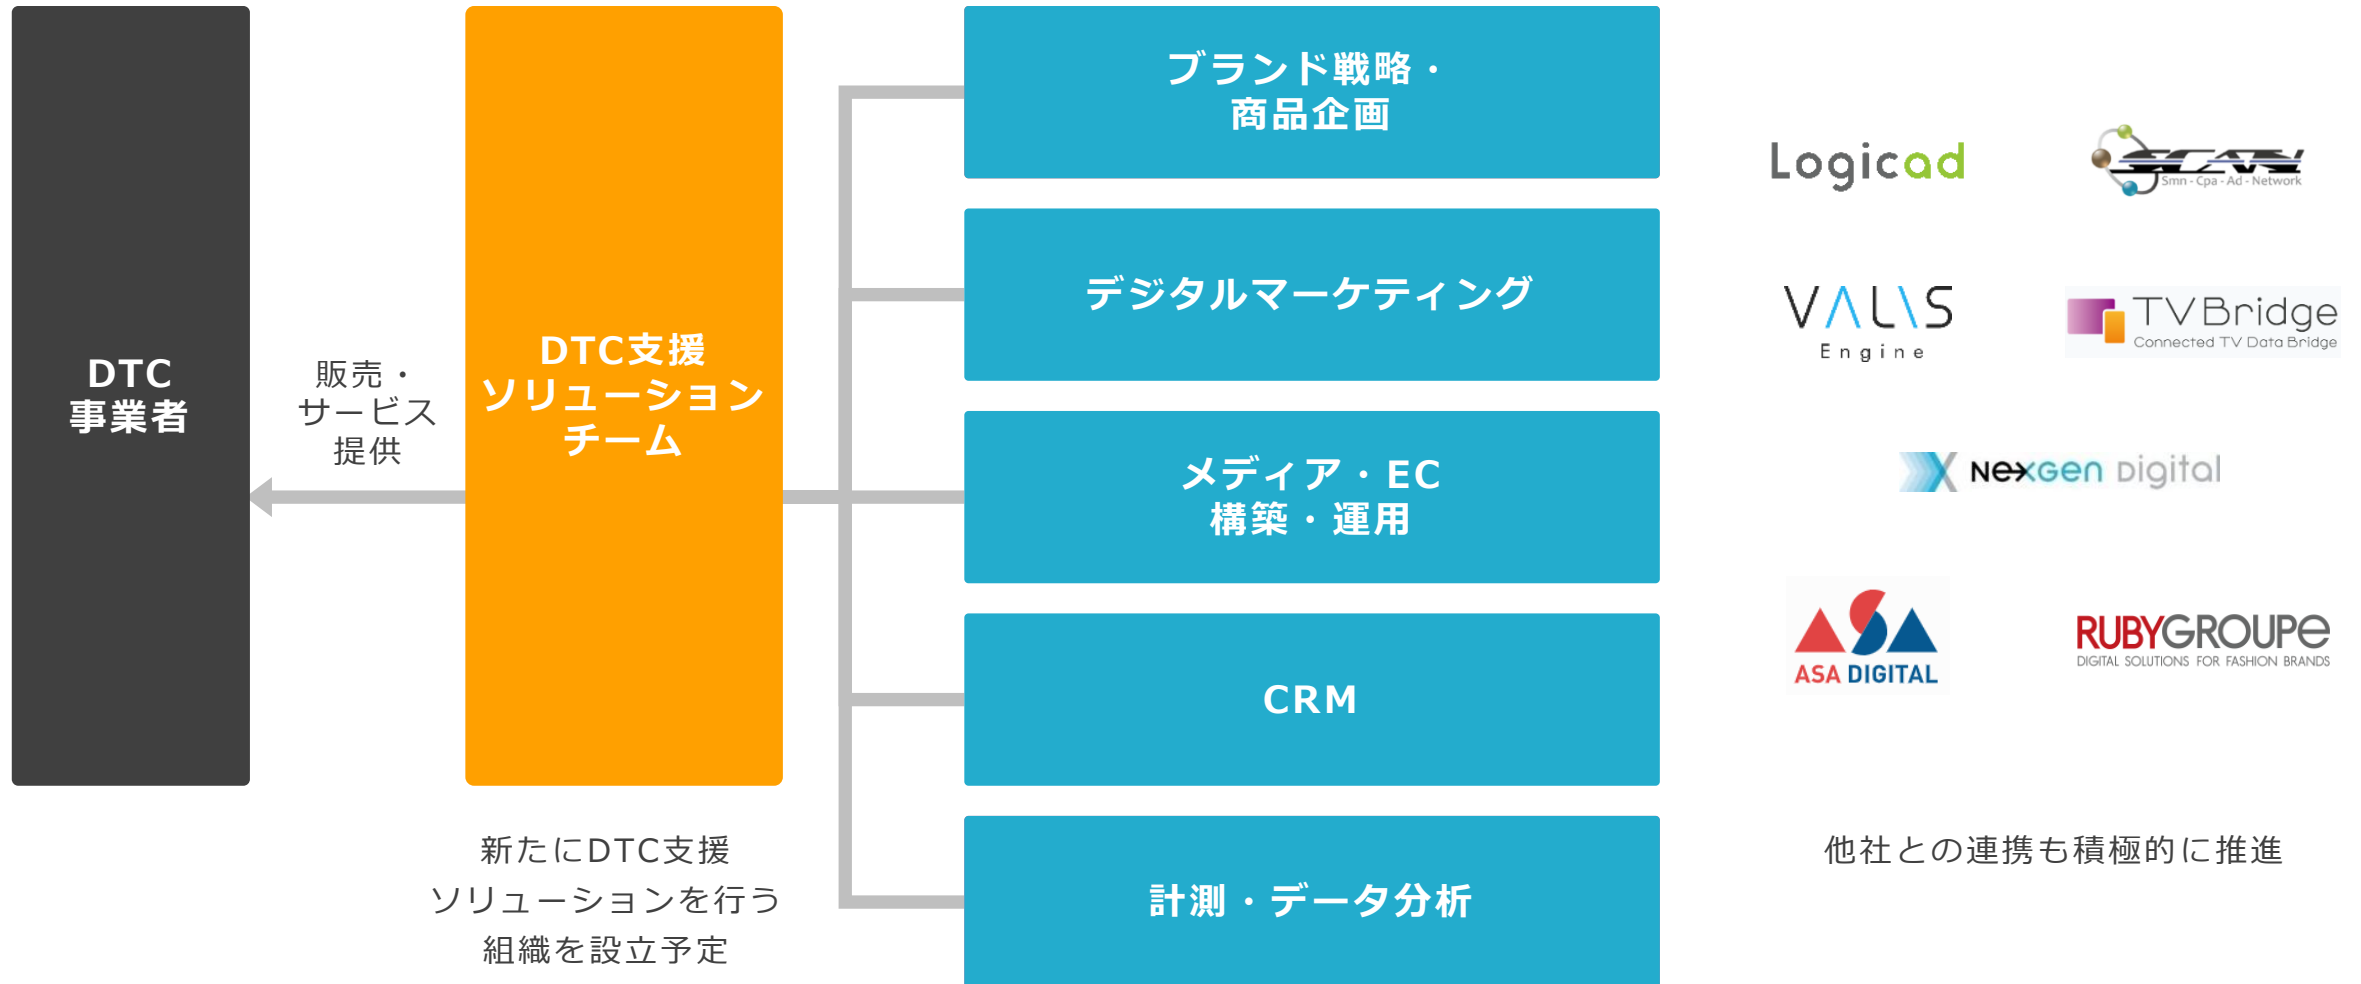 DTC
事業者
販売・
サービス
提供
DTC支援
ソリューション
チーム
新たにDTC支援
ソリューションを行う
組織を設立予定
ブランド戦略・
商品企画
デジタルマーケティング
メディア・EC
構築・運用
CRM
計測・データ分析
Logicad
SCAN
Smn - Cpa - Ad - Network
VALIS
Engine
TVBridge
Connected TV Data Bridge
Nexgen Digital
ASA DIGITAL
RUBYGROUPe
DIGITAL SOLUTIONS FOR FASHION BRANDS
他社との連携も積極的に推進